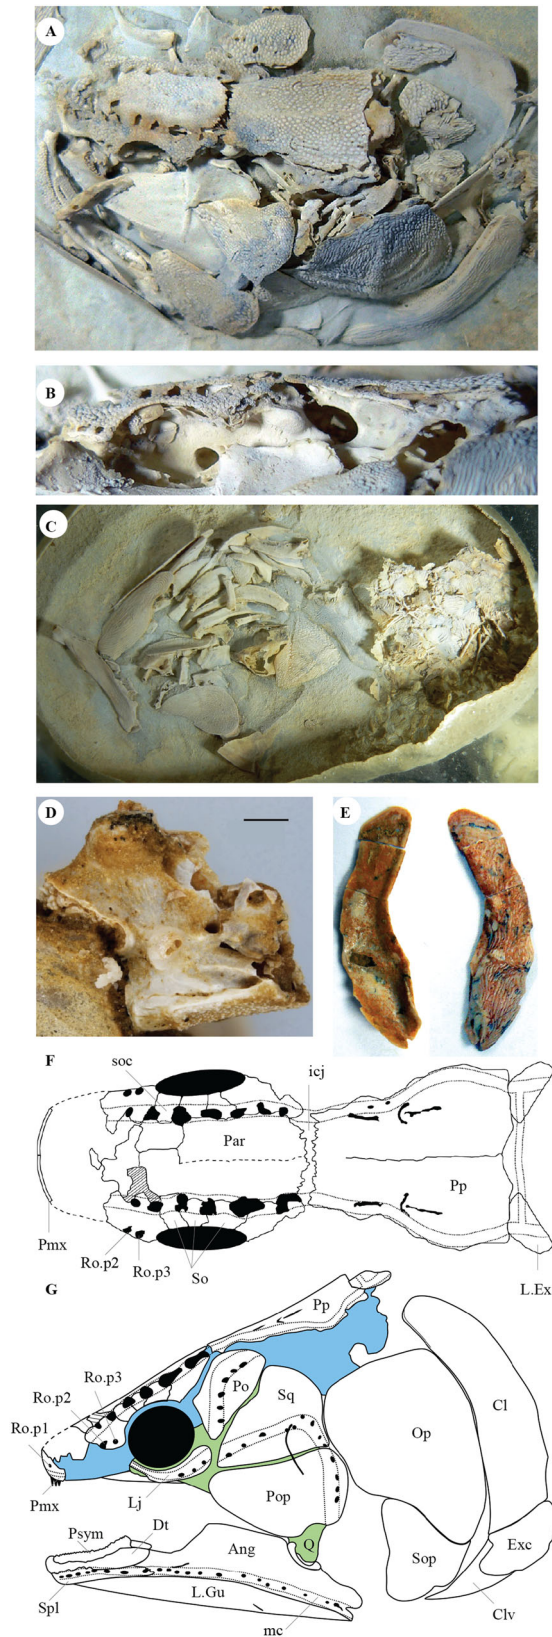 A
B
C
D
E
F
soc
icj
Par
Pp
Pmx
Ro.p2
Ro.p3
So
L.Ex
G
Pp
Ro.p3
Po
Ro.p2
Sq
Ro.p1
Cl
Op
Pmx
Lj
Pop
Dt
Psym
Ang
Q
Sop
Exc
Spl
L.Gu
Clv
mc